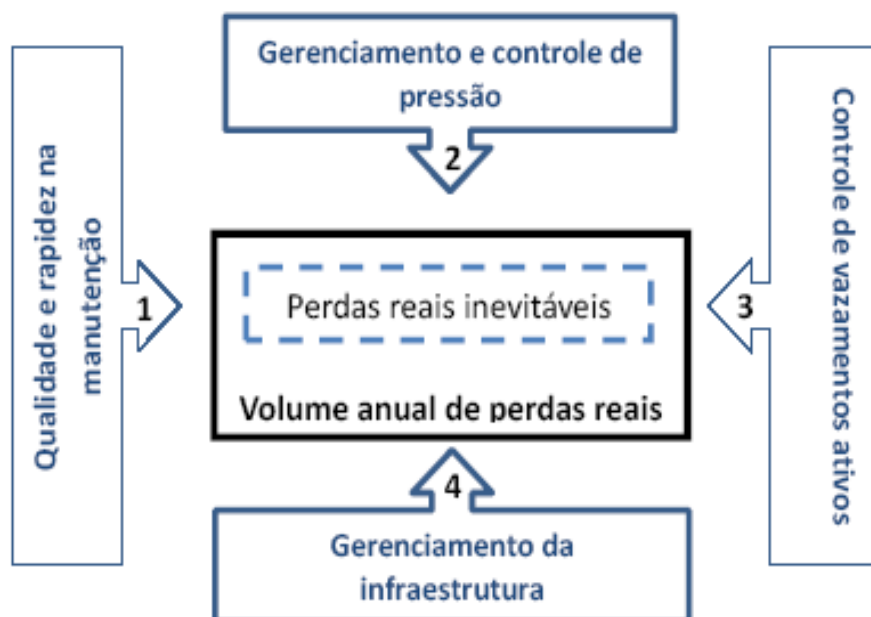 Gerenciamento e controle de
pressão
2
Qualidade e rapidez na
manutenção
1
Perdas reais inevitáveis
Volume anual de perdas reais
3
Controle de vazamentos ativos
4
Gerenciamento da
infraestrutura